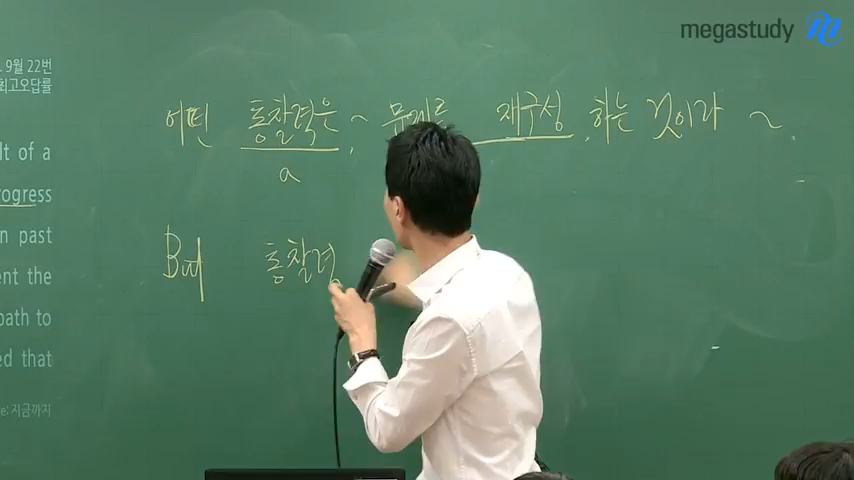 megastudy
. 9월 22번
최고오답률
어떤 통찰력은 ~ 문제를 재구성 하는 것이다 ~.
a
lt of a
rogress
n past
ent the
path to
ed that
e: 지금까지
But 통찰력